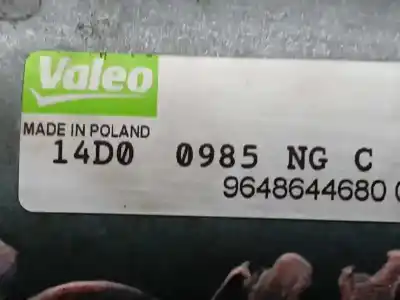 Valeo
MADE IN POLAND
14D0 0985 NG C
9648644680